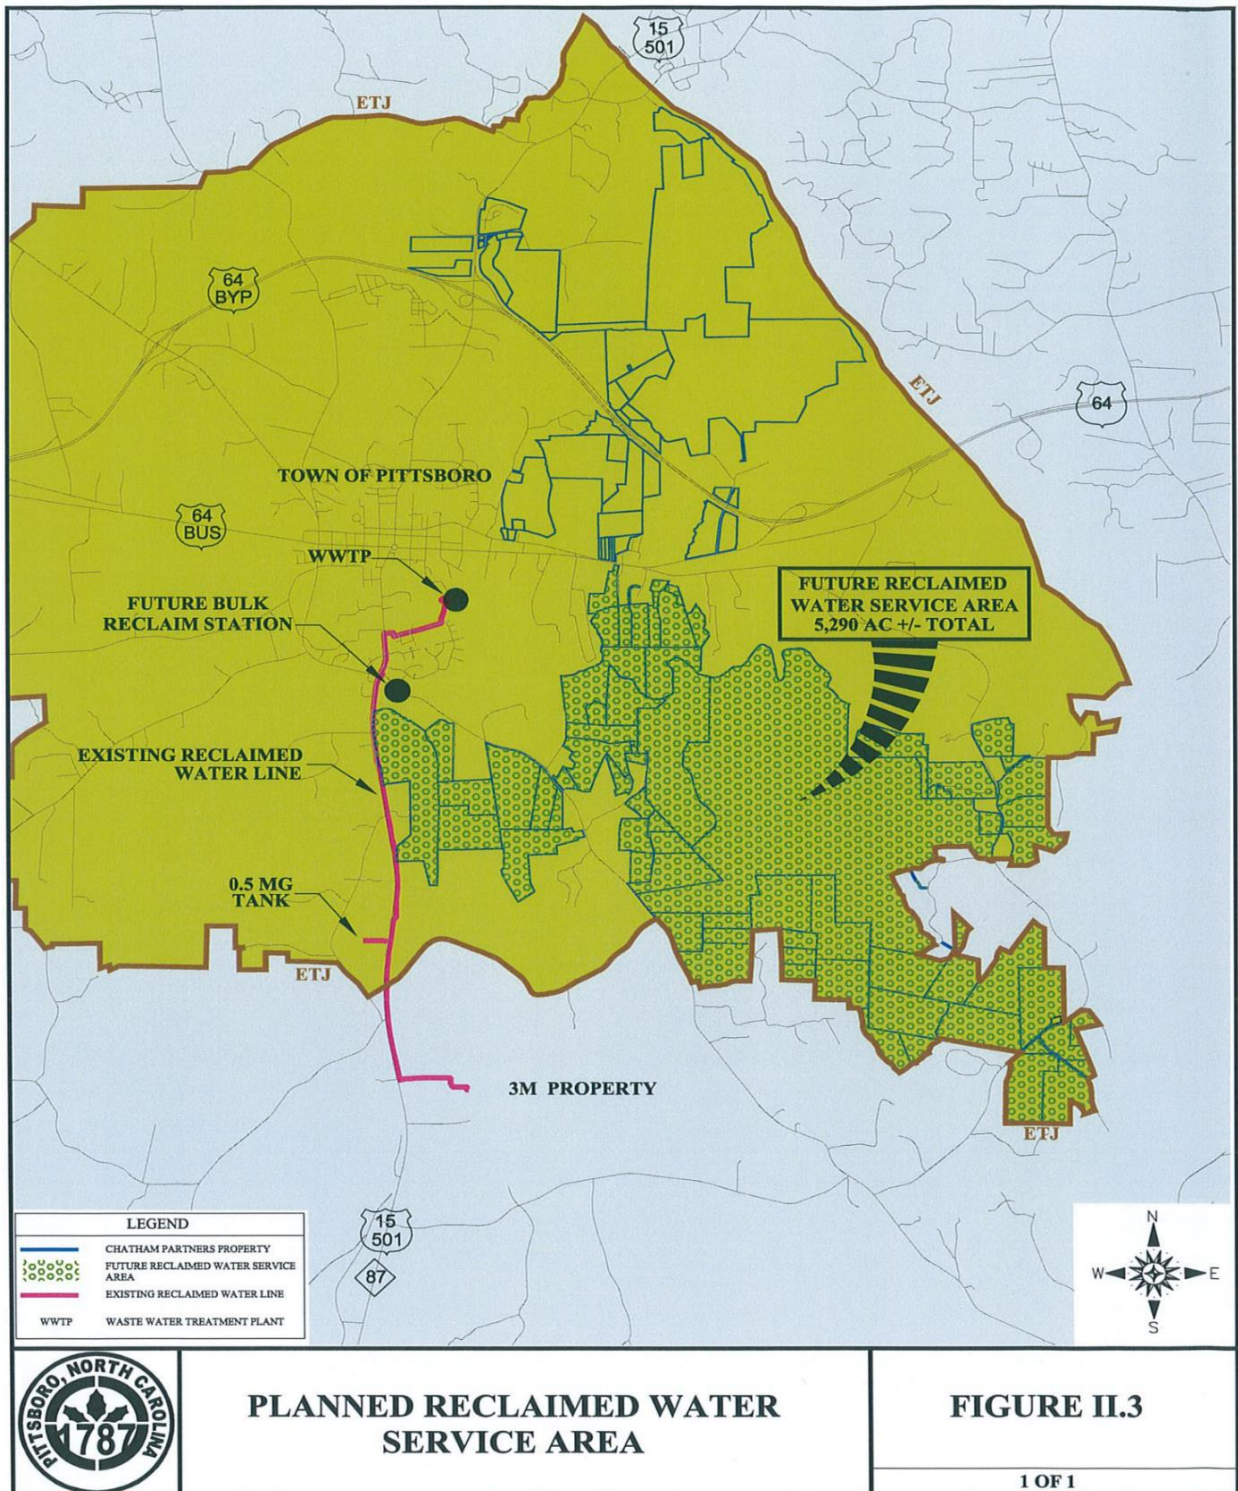 15
501
ETJ
64
BYP
ETJ
64
TOWN OF PITTSBORO
64
BUS
WWTP
FUTURE RECLAIMED
WATER SERVICE AREA
5,290 AC +/- TOTAL
FUTURE BULK
RECLAIM STATION
EXISTING RECLAIMED
WATER LINE
0.5 MG
TANK
ETJ
3M PROPERTY
ETJ
LEGEND
CHATHAM PARTNERS PROPERTY
FUTURE RECLAIMED WATER SERVICE
AREA
EXISTING RECLAIMED WATER LINE
WWTP WASTE WATER TREATMENT PLANT
15
501
87
N
W E
S
PITTSBORO, NORTH CAROLINA
1787
PLANNED RECLAIMED WATER
SERVICE AREA
FIGURE II.3
1 OF 1